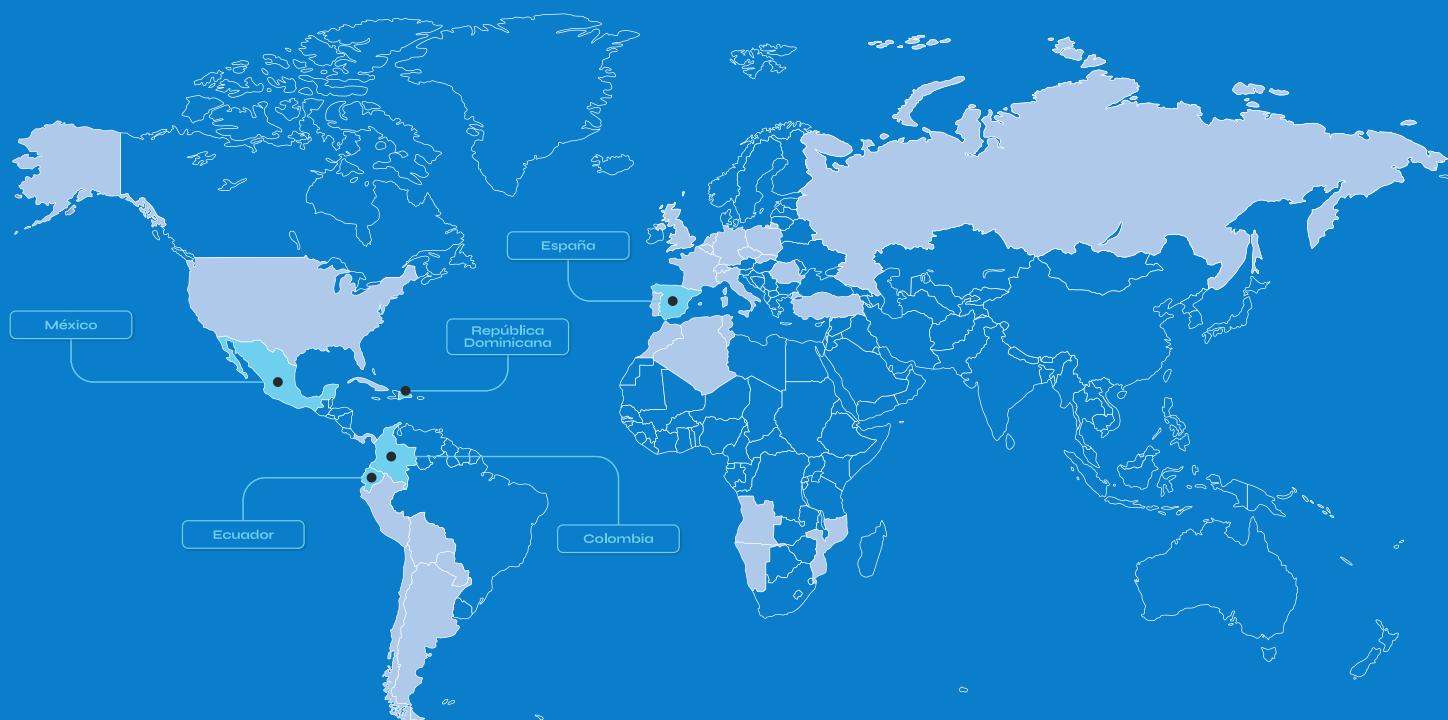 España
México
República
Dominicana
Ecuador
Colombia